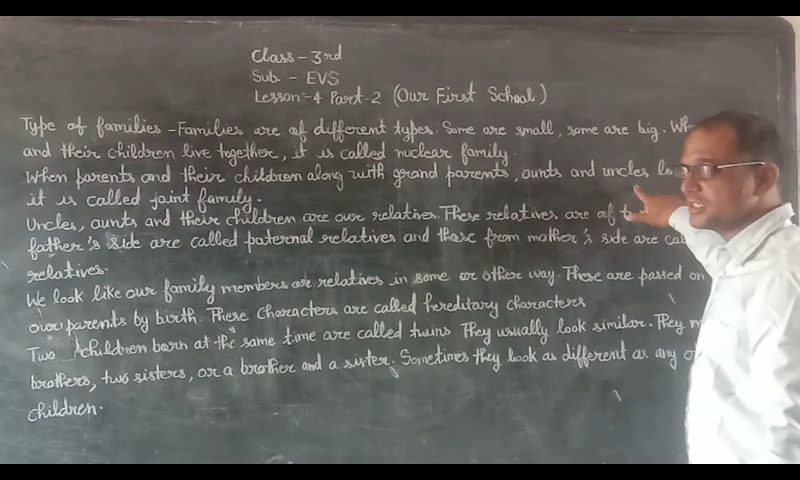 Class - 3rd
Sub. - EVS
Lesson - 4 Part - 2 (Our First School)
Type of families - Families are of different types. Some are small, some are big. Wh
and their children live together, it is called nuclear family.
When parents and their children along with grand parents, aunts and uncles
it is called joint family.
Uncles, aunts and their children are our relatives. These relatives are of
father's side are called paternal relatives and those from mother's side are
relatives.
We look like our family members or relatives in some or other way. These are passed on
our parents by birth. These characters are called hereditary characters.
Two children born at the same time are called twins. They usually look similar. They
brothers, two sisters, or a brother and a sister. Sometimes they look as different as any
children.